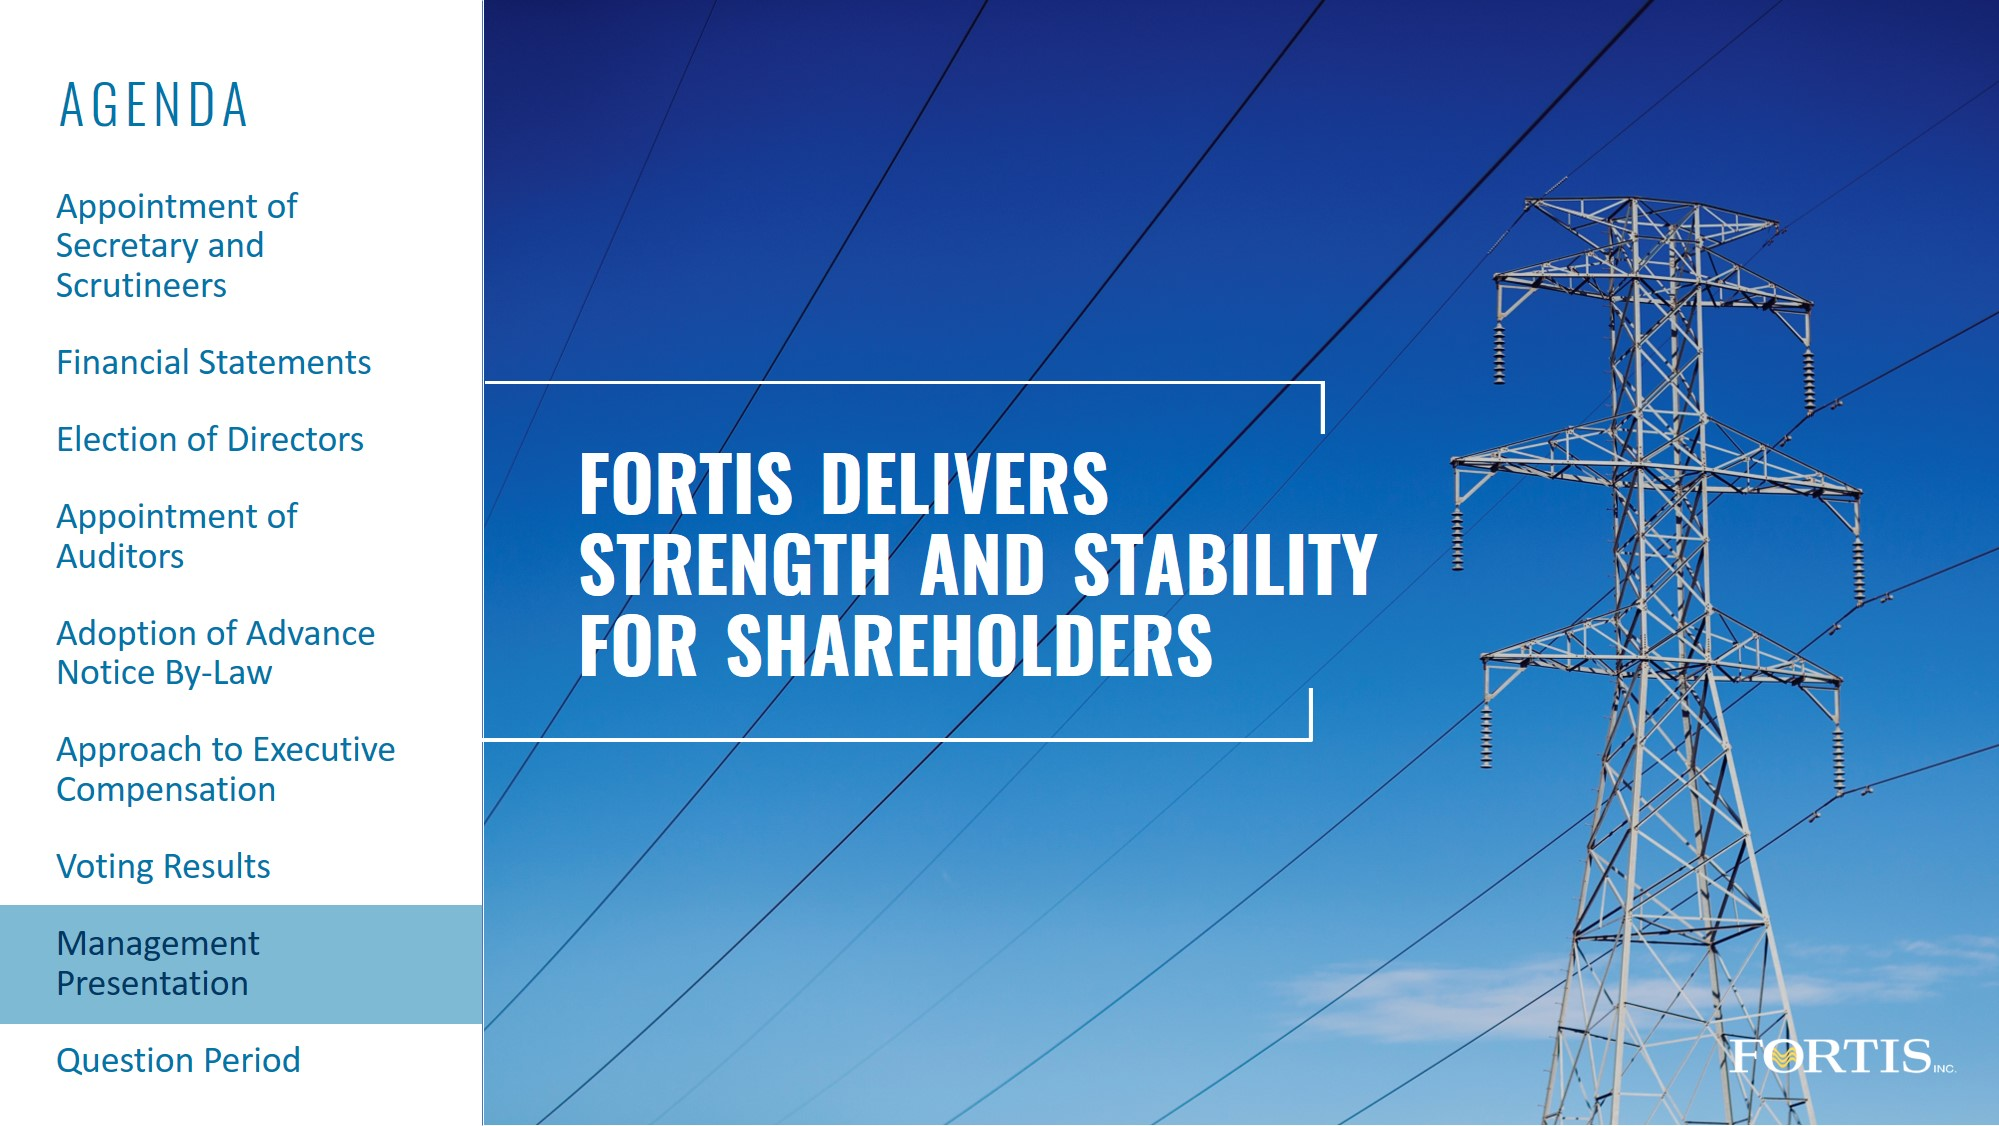 AGENDA
Appointment of
Secretary and
Scrutineers
Financial Statements
Election of Directors
Appointment of
Auditors
Adoption of Advance
Notice By-Law
Approach to Executive
Compensation
Voting Results
Management
Presentation
Question Period
FORTIS DELIVERS
STRENGTH AND STABILITY
FOR SHAREHOLDERS
FORTIS INC.